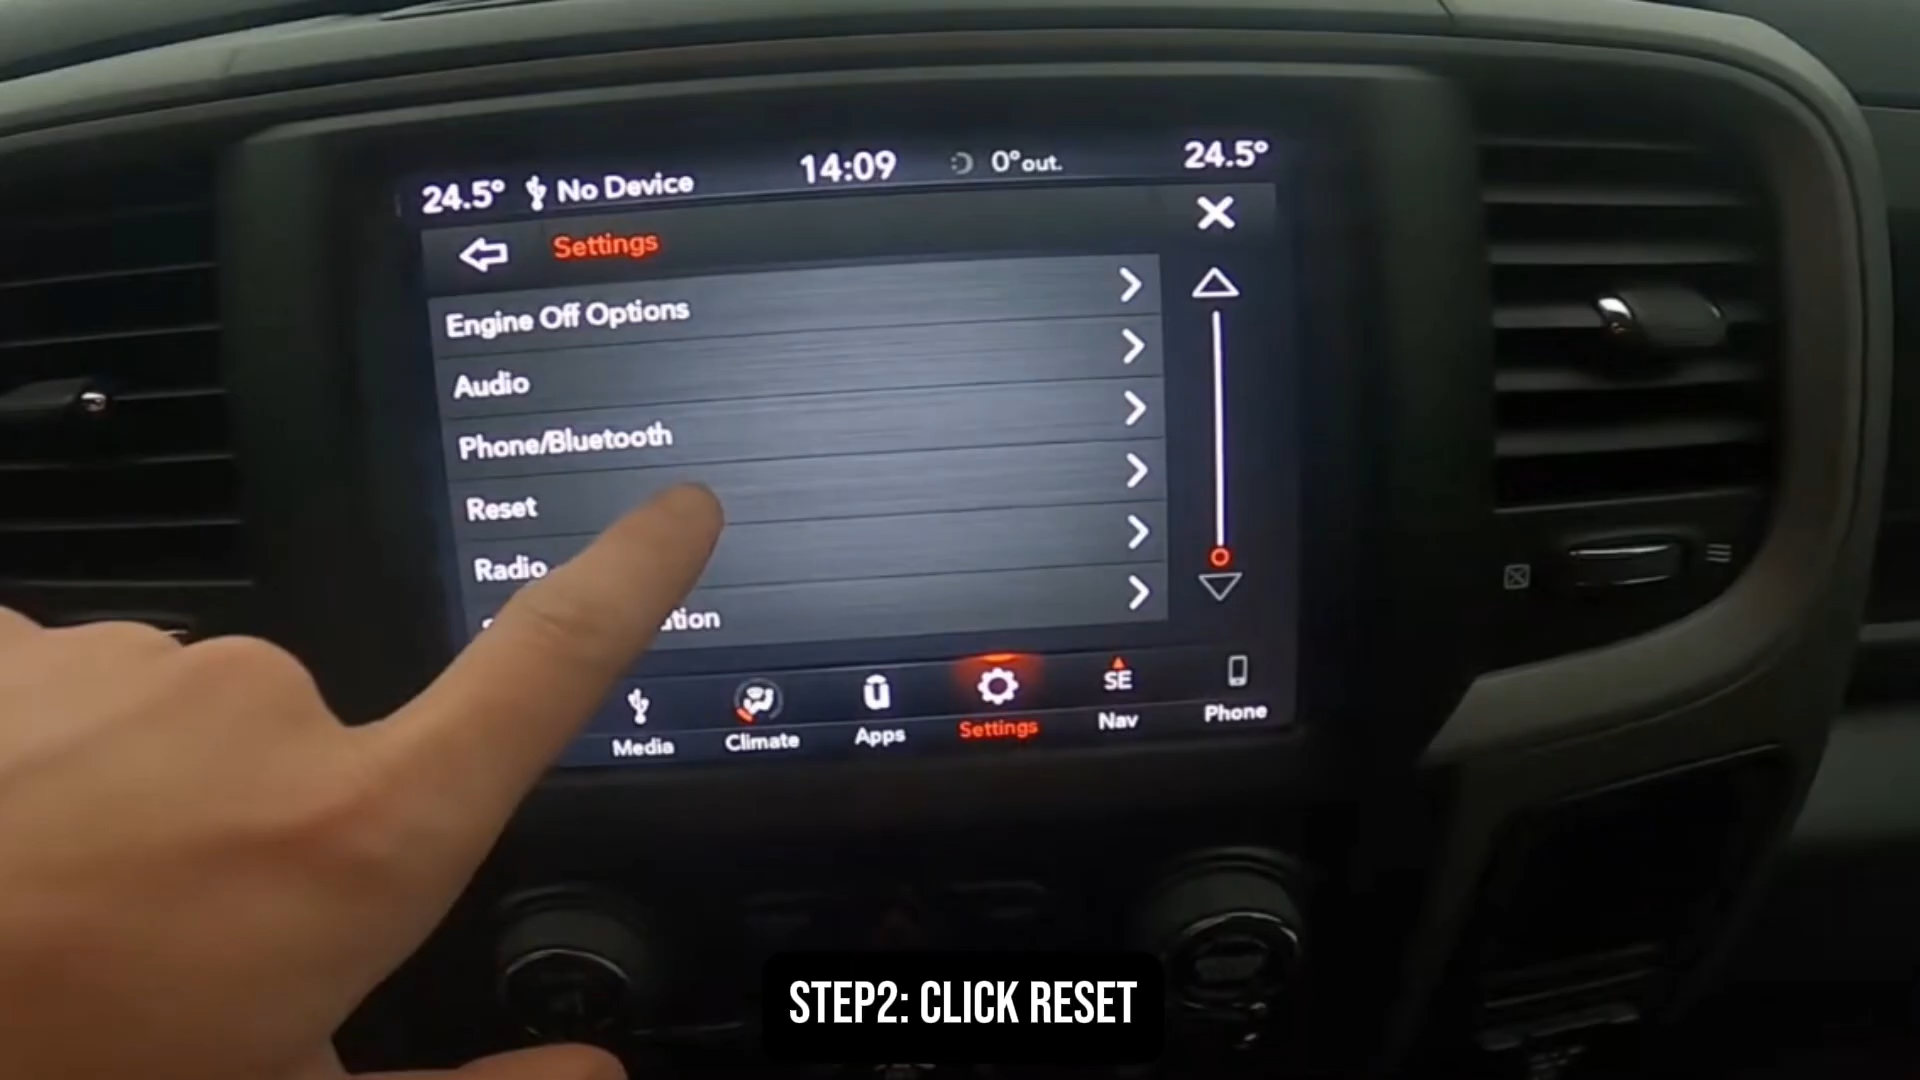 24.5° No Device 14:09 0° out. 24.5°
Settings
Engine Off Options
Audio
Phone/Bluetooth
Reset
Radio
SE
Media Climate Apps Settings Nav Phone
STEP2: CLICK RESET